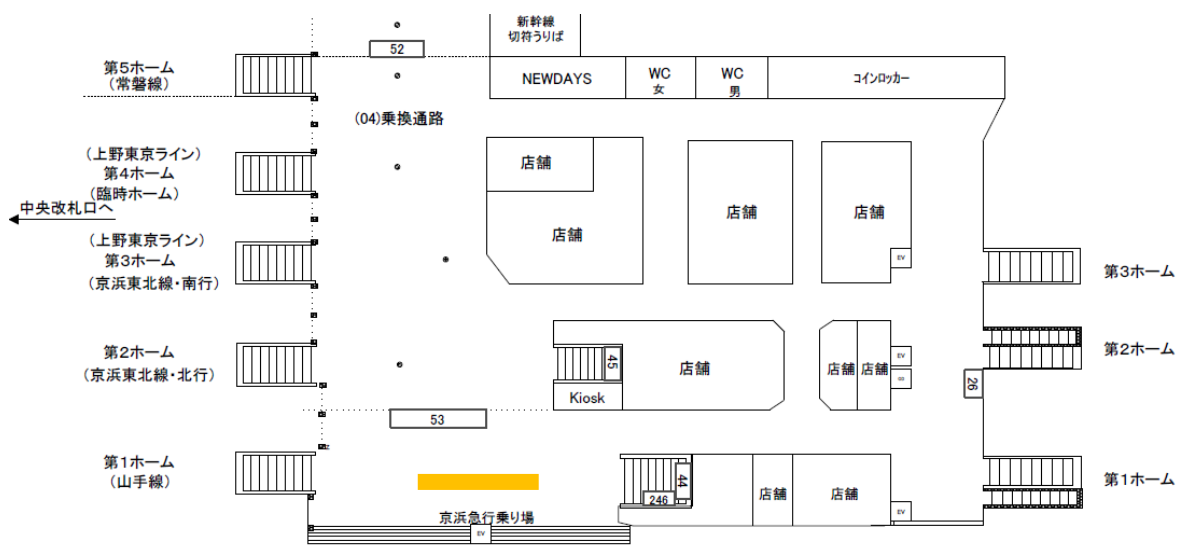 新幹線
切符うりば
52
第5ホーム
(常磐線)
NEWDAYS
WC
女
WC
男
コインロッカー
(04)乗換通路
(上野東京ライン)
第4ホーム
(臨時ホーム)
中央改札口へ
店舗
店舗
店舗
店舗
(上野東京ライン)
第3ホーム
(京浜東北線・南行)
EV
第3ホーム
第2ホーム
(京浜東北線・北行)
45
Kiosk
店舗
店舗
店舗
EV
第2ホーム
26
53
第1ホーム
(山手線)
44
246
店舗
店舗
第1ホーム
EV
京浜急行乗り場
EV